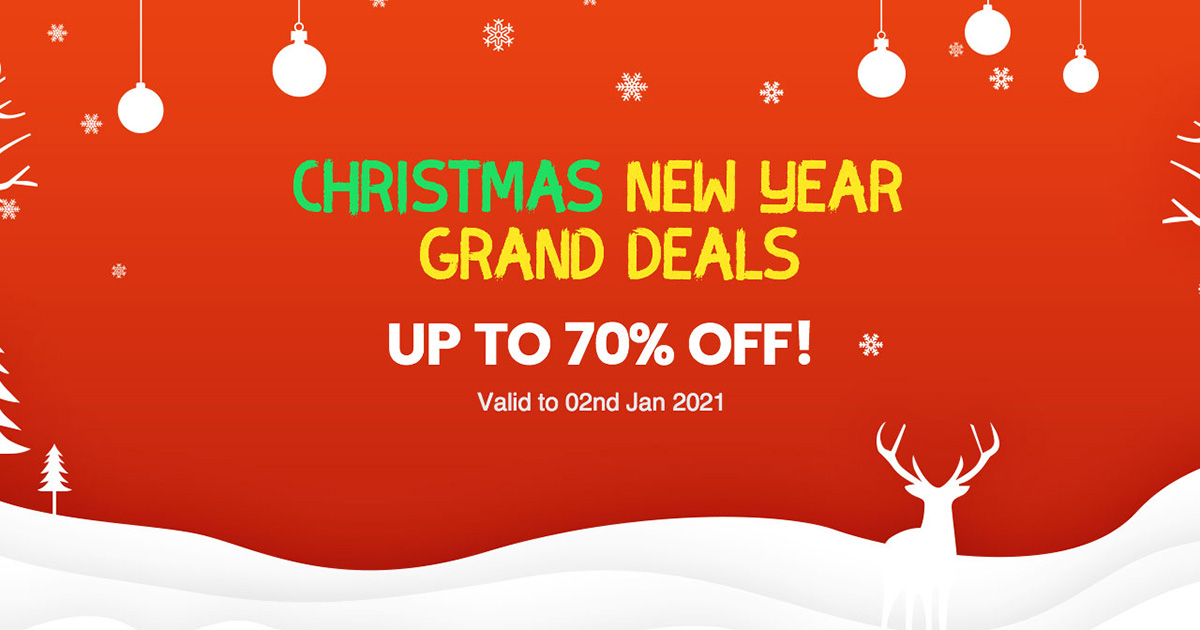 CHRISTMAS NEW YEAR
GRAND DEALS
UP TO 70% OFF!
Valid to 02nd Jan 2021